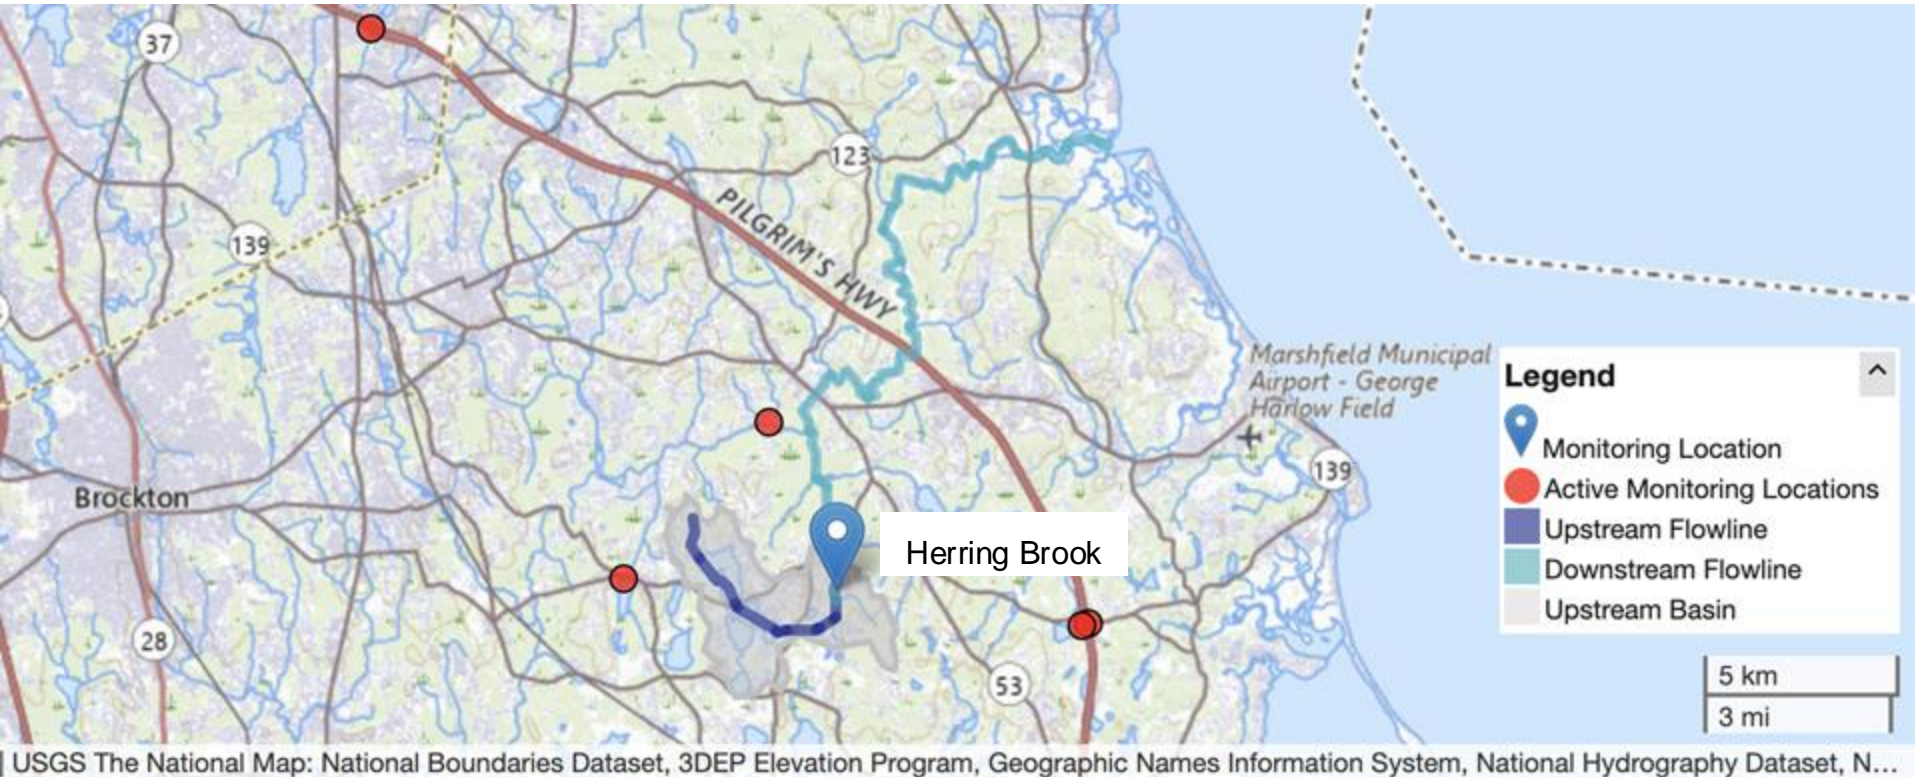 37
123
139
PILGRIM'S HWY
Marshfield Municipal
Airport - George
Harlow Field
139
Brockton
Herring Brook
28
53
Legend
Monitoring Location
Active Monitoring Locations
Upstream Flowline
Downstream Flowline
Upstream Basin
5 km
3 mi
USGS The National Map: National Boundaries Dataset, 3DEP Elevation Program, Geographic Names Information System, National Hydrography Dataset, N...